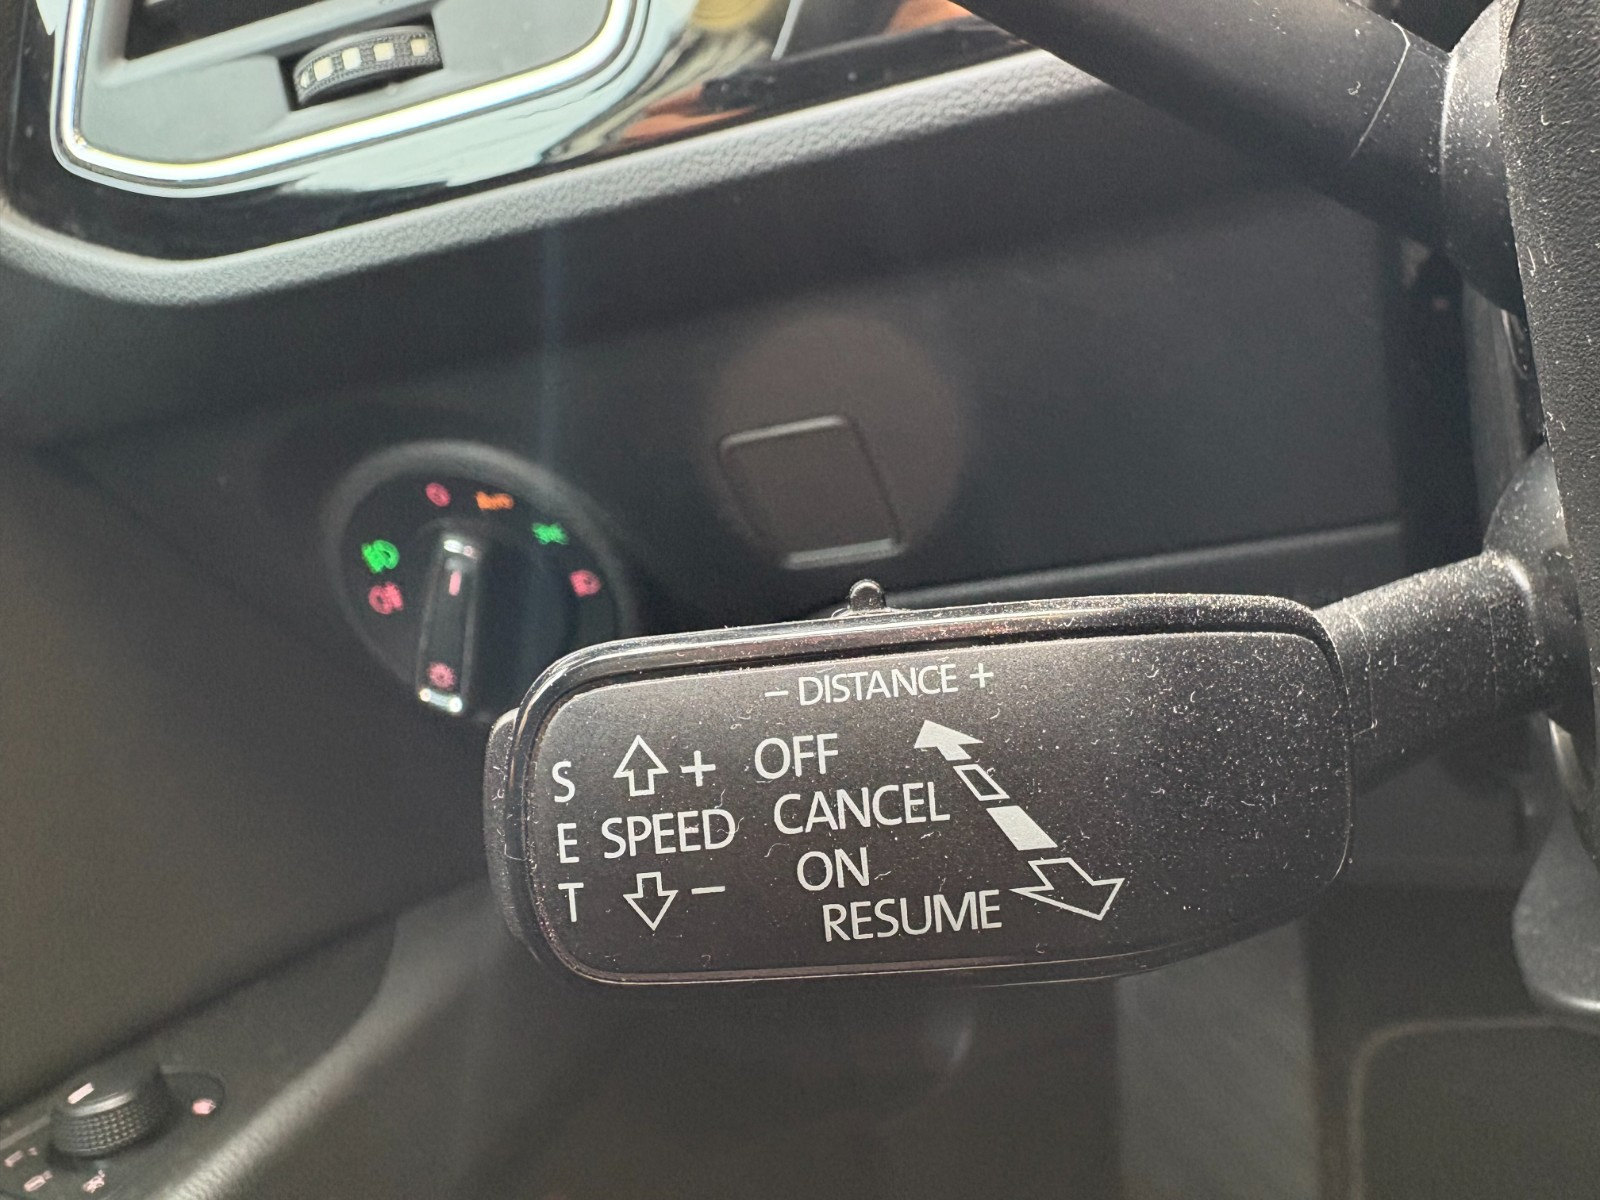 − DISTANCE +
S + OFF
CANCEL
E SPEED
ON
T −
RESUME